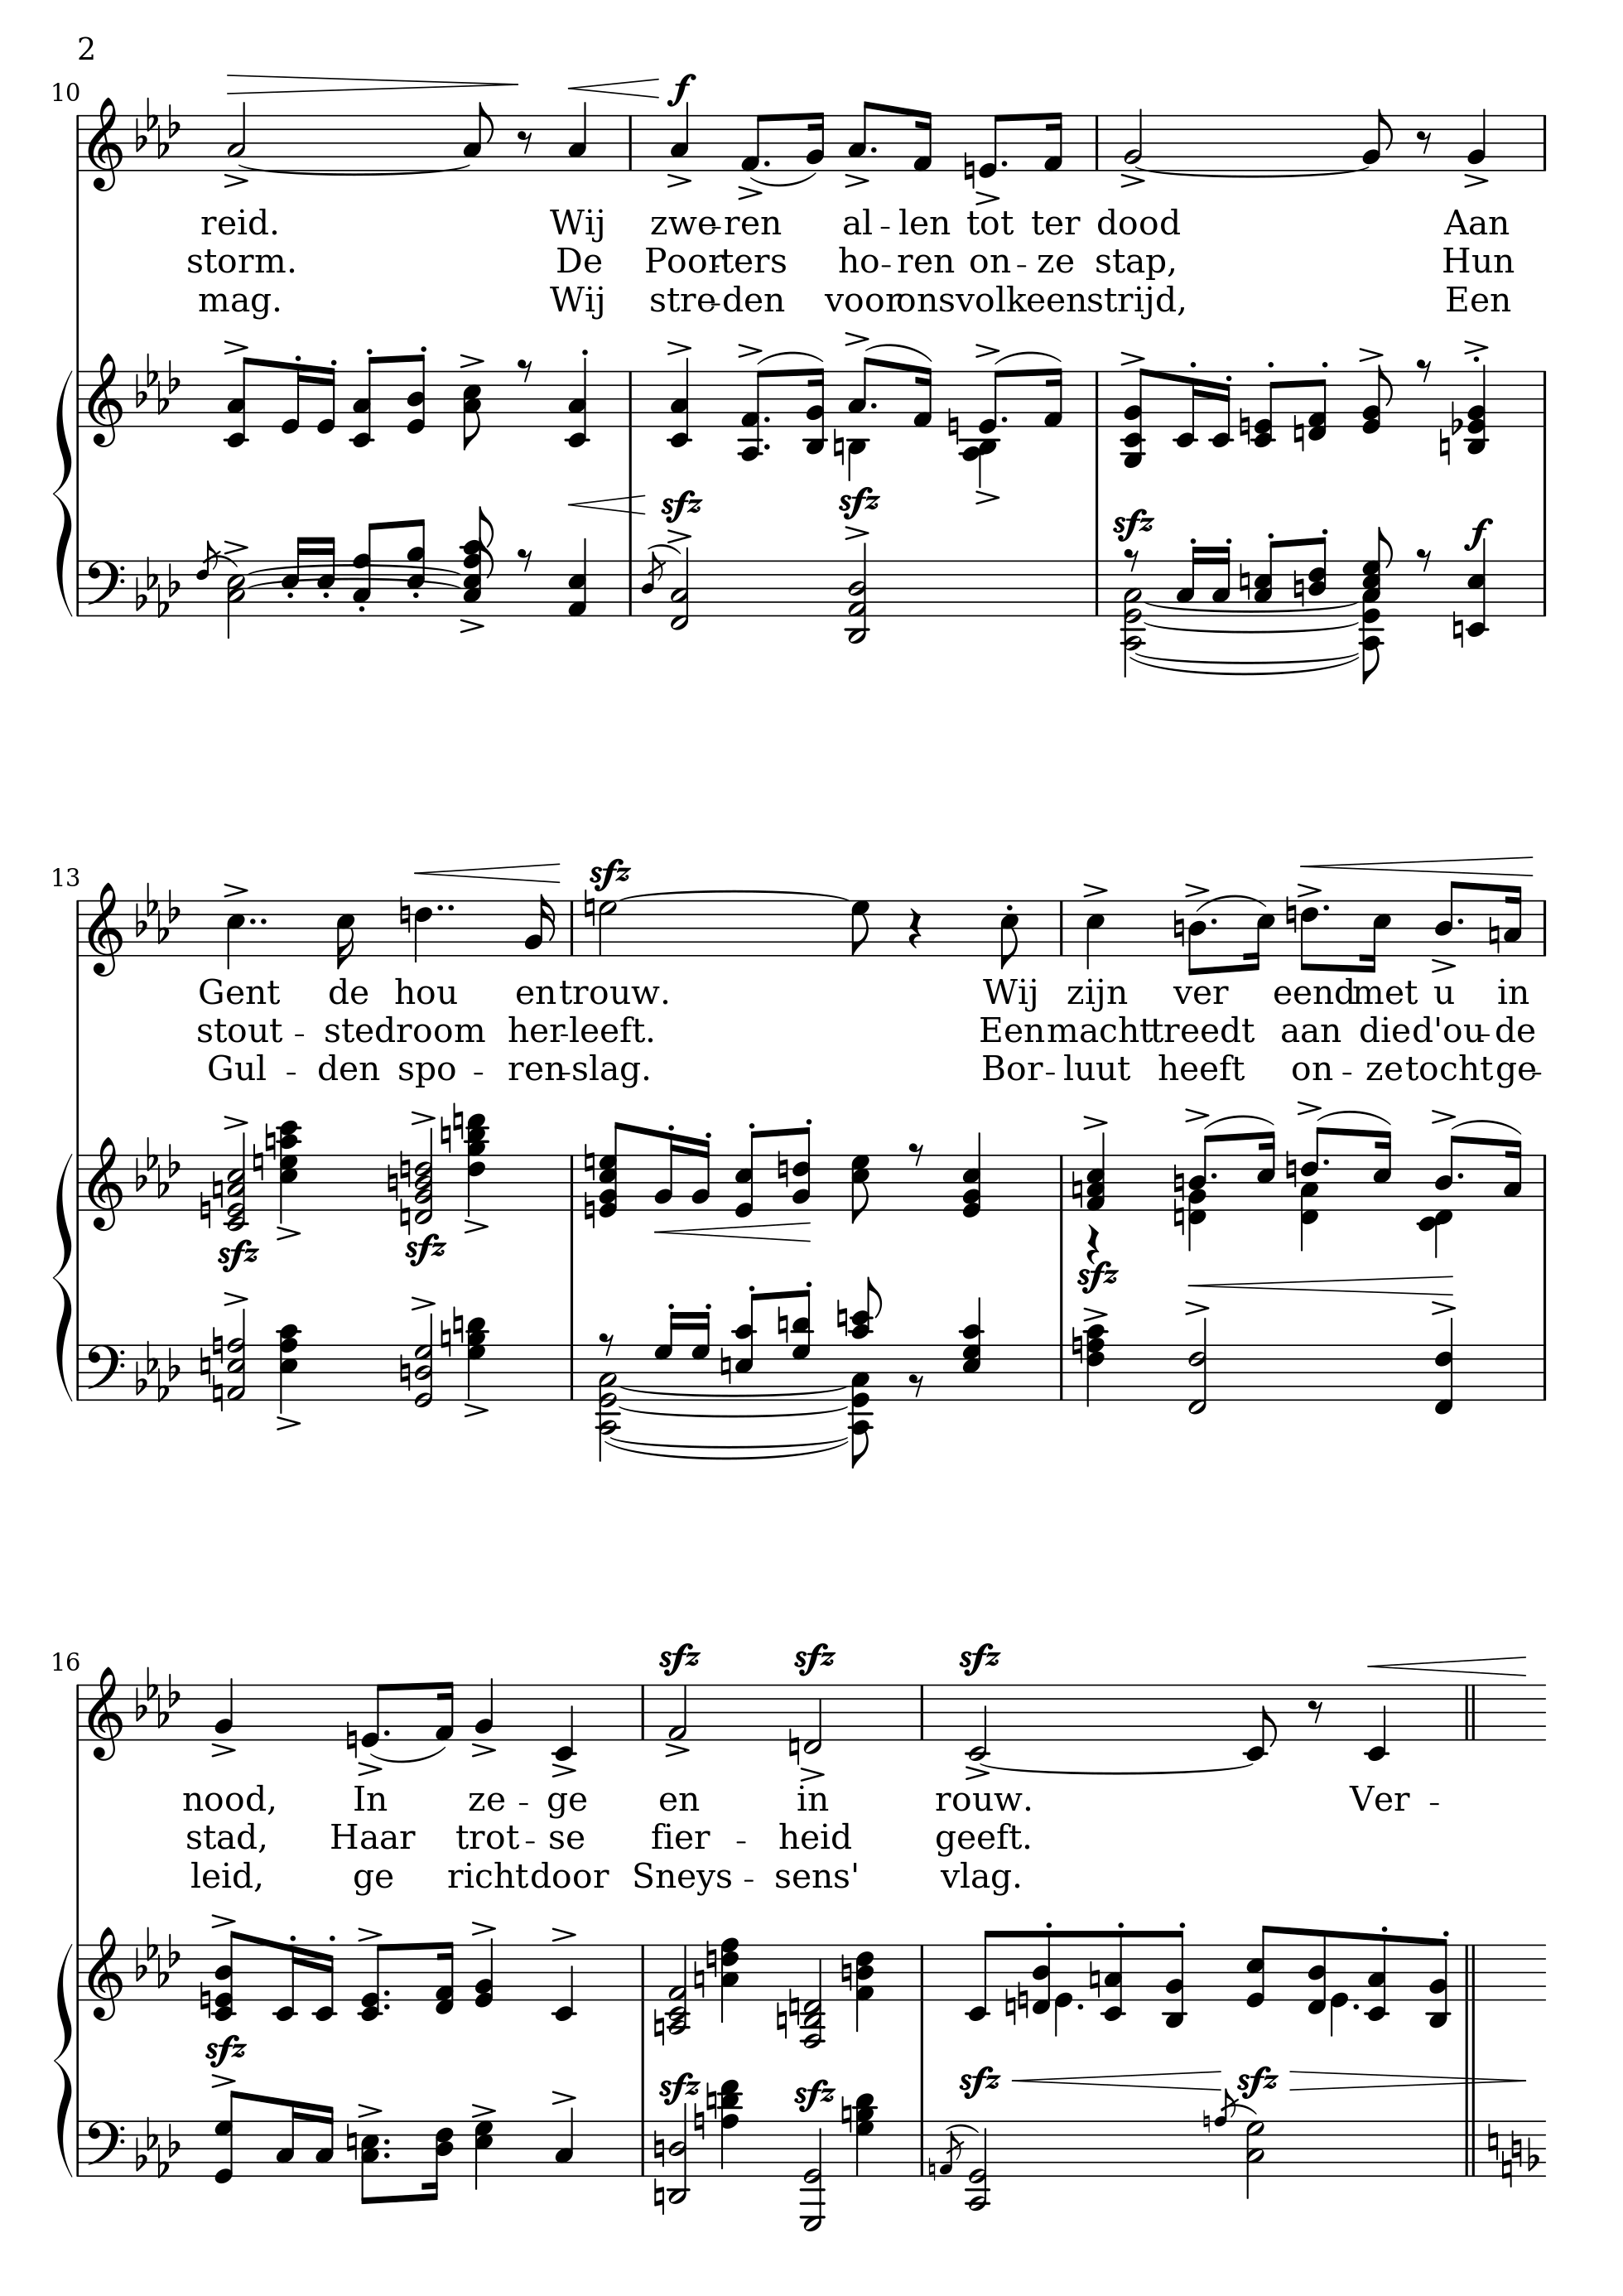 2
10
f
reid. Wij zwe-ren al - len tot ter dood Aan
storm. De Poor-ters ho - ren on - ze stap, Hun
mag. Wij stre-den voor ons volk een strijd, Een
sfz sfz sfz f
13
sfz
Gent de hou en trouw. Wij zijn ver eend met u in
stout - ste droom her-leeft. Een macht treedt aan die d'ou-de
Gul - den spo - ren-slag. Bor - luut heeft on - ze tocht ge-
sfz sfz sfz
16
sfz sfz sfz
nood, In ze - ge en in rouw. Ver -
stad, Haar trot - se fier - heid geeft.
leid, ge richt door Sneys - sens' vlag.
sfz sfz sfz sfz sfz